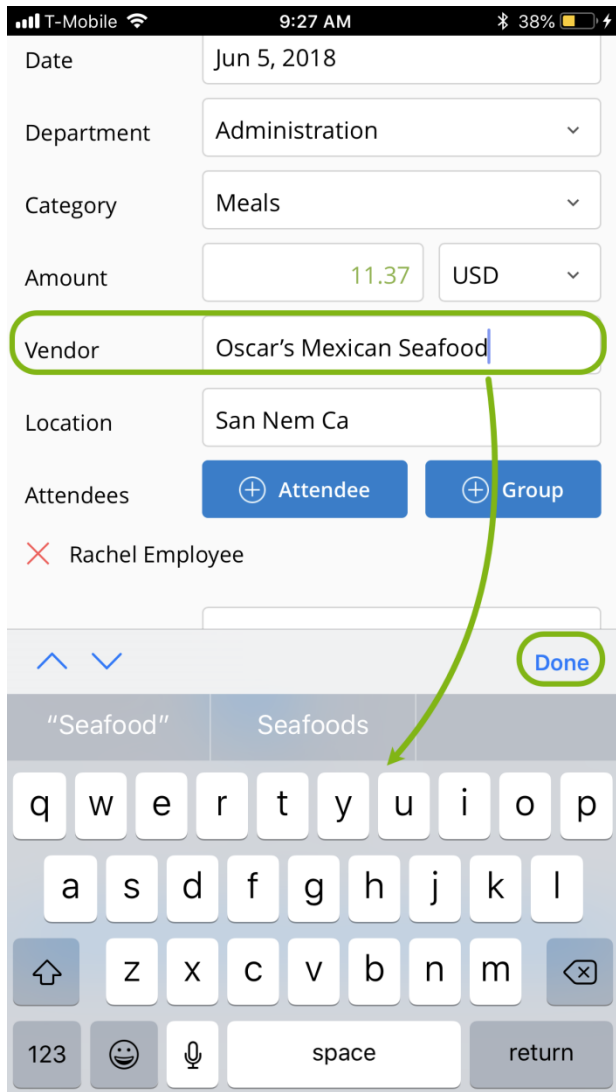 T-Mobile 9:27 AM 38%
Date Jun 5, 2018
Department Administration
Category Meals
Amount 11.37 USD
Vendor Oscar's Mexican Seafood
Location San Nem Ca
Attendees Attendee Group
Rachel Employee
Done
“Seafood” Seafoods
q w e r t y u i o p
a s d f g h j k l
z x c v b n m
123 space return